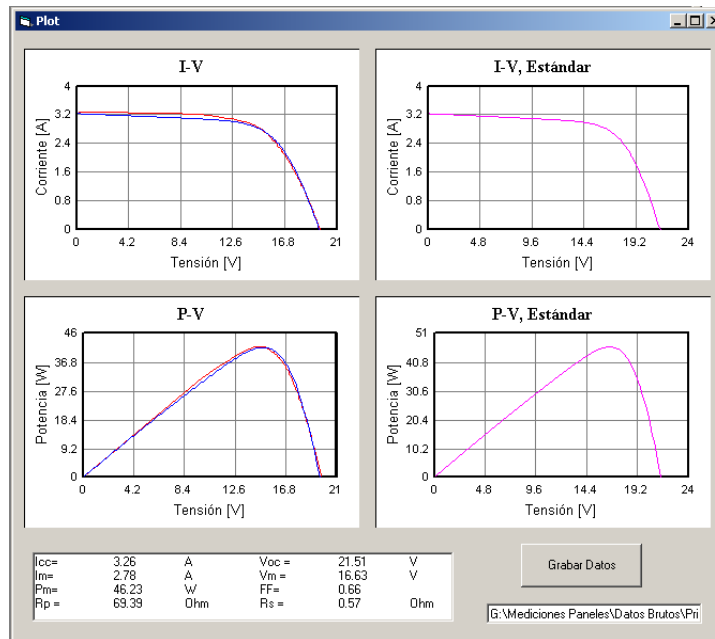 Plot
I-V
4
3.2
2.4
1.6
0.8
0
Corriente [A]
0 4.2 8.4 12.6 16.8 21
Tensión [V]
I-V, Estándar
4
3.2
2.4
1.6
0.8
0
Corriente [A]
0 4.8 9.6 14.4 19.2 24
Tensión [V]
P-V
46
36.8
27.6
18.4
9.2
0
Potencia [W]
0 4.2 8.4 12.6 16.8 21
Tensión [V]
P-V, Estándar
51
40.8
30.6
20.4
10.2
0
Potencia [W]
0 4.8 9.6 14.4 19.2 24
Tensión [V]
Icc= 3.26 A Voc = 21.51 V
Im= 2.78 A Vm = 16.63 V
Pm= 46.23 W FF= 0.66
Rp = 69.39 Ohm Rs = 0.57 Ohm
Grabar Datos
G:\Mediciones Paneles\Datos Brutos\Pri